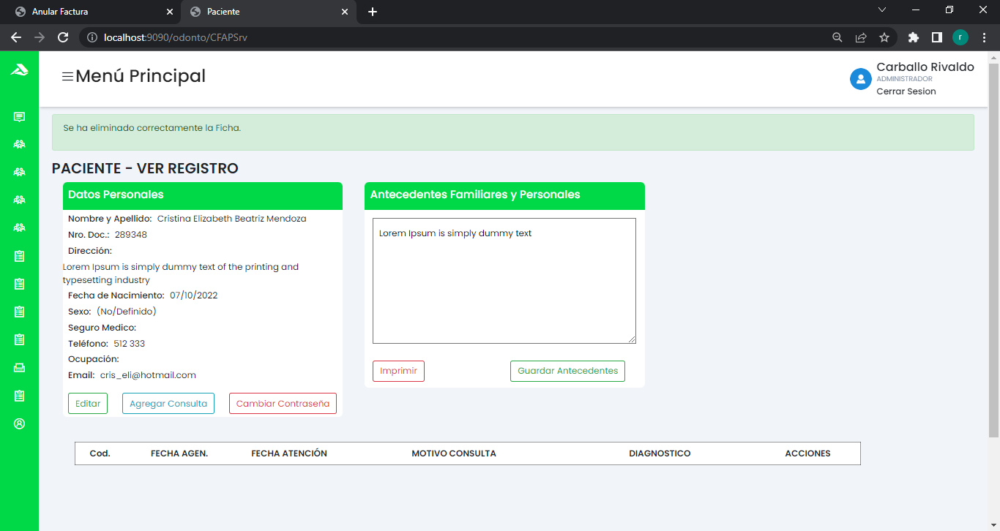 Anular Factura
Paciente
localhost:9090/odonto/CFAPSrv
r
Menú Principal
Carballo Rivaldo
ADMINISTRADOR
Cerrar Sesion
Se ha eliminado correctamente la Ficha.
PACIENTE - VER REGISTRO
Datos Personales
Nombre y Apellido: Cristina Elizabeth Beatriz Mendoza
Nro. Doc.: 289348
Dirección:
Lorem Ipsum is simply dummy text of the printing and
typesetting industry
Fecha de Nacimiento: 07/10/2022
Sexo: (No/Definido)
Seguro Medico:
Teléfono: 512 333
Ocupación:
Email: cris_eli@hotmail.com
Editar
Agregar Consulta
Cambiar Contraseña
Antecedentes Familiares y Personales
Lorem Ipsum is simply dummy text
Imprimir
Guardar Antecedentes
Cod. FECHA AGEN. FECHA ATENCIÓN MOTIVO CONSULTA DIAGNOSTICO ACCIONES